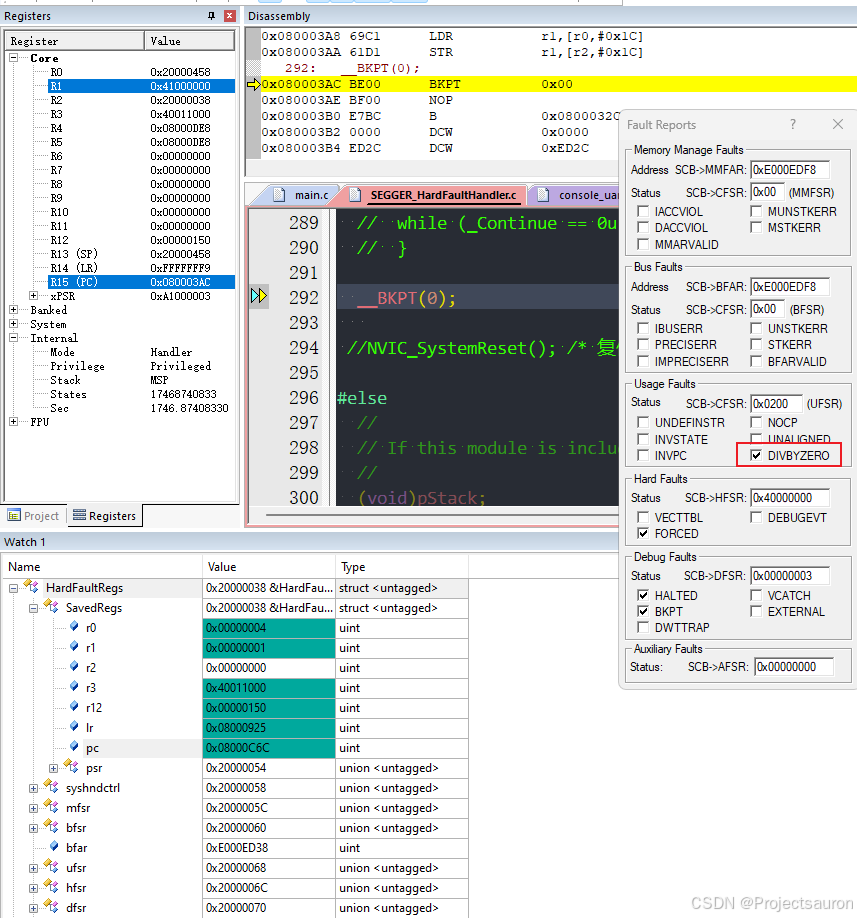 Registers
Register Value
Core
R0 0x20000458
R1 0x41000000
R2 0x20000038
R3 0x40011000
R4 0x08000DE8
R5 0x08000DE8
R6 0x00000000
R7 0x00000000
R8 0x00000000
R9 0x00000000
R10 0x00000000
R11 0x00000000
R12 0x00000150
R13 (SP) 0x20000458
R14 (LR) 0xFFFFFFF9
R15 (PC) 0x080003AC
xPSR 0xA1000003
Banked
System
Internal
Mode Handler
Privilege Privileged
Stack MSP
States 17468740833
Sec 1746.87408330
FPU
Project Registers
Disassembly
0x080003A8 69C1 LDR r1,[r0,#0x1C]
0x080003AA 61D1 STR r1,[r2,#0x1C]
292: __BKPT(0);
0x080003AC BE00 BKPT 0x00
0x080003AE BF00 NOP
0x080003B0 E7BC B 0x0800032C
0x080003B2 0000 DCW 0x0000
0x080003B4 ED2C DCW 0xED2C
main.c SEGGER_HardFaultHandler.c console_uar
289 // while (_Continue == 0u
290 // }
291
292 __BKPT(0);
293
294 //NVIC_SystemReset(); /*
295
296 #else
297 //
298 // If this module is inclu
299 //
300 (void)pStack;
Fault Reports ?
Memory Manage Faults
Address SCB->MMFAR: 0xE000EDF8
Status SCB->CFSR: 0x00 (MMFSR)
IACCVIOL MUNSTKERR
DACCVIOL MSTKERR
MMARVALID
Bus Faults
Address SCB->BFAR: 0xE000EDF8
Status SCB->CFSR: 0x00 (BFSR)
IBUSERR UNSTKERR
PRECISERR STKERR
IMPRECISERR BFARVALID
Usage Faults
Status SCB->CFSR: 0x0200 (UFSR)
UNDEFINSTR NOCP
INVSTATE UNALIGNED
INVPC DIVBYZERO
Hard Faults
Status SCB->HFSR: 0x40000000
VECTTBL DEBUGEVT
FORCED
Debug Faults
Status SCB->DFSR: 0x00000003
HALTED VCATCH
BKPT EXTERNAL
DWTTRAP
Auxiliary Faults
Status: SCB->AFSR: 0x00000000
Watch 1
Name Value Type
HardFaultRegs 0x20000038 &HardFau... struct <untagged>
SavedRegs 0x20000038 &HardFau... struct <untagged>
r0 0x00000004 uint
r1 0x00000001 uint
r2 0x00000000 uint
r3 0x40011000 uint
r12 0x00000150 uint
lr 0x08000925 uint
pc 0x08000C6C uint
psr 0x20000054 union <untagged>
syshndctrl 0x20000058 union <untagged>
mfsr 0x2000005C union <untagged>
bfsr 0x20000060 union <untagged>
bfar 0xE000ED38 uint
ufsr 0x20000068 union <untagged>
hfsr 0x2000006C union <untagged>
dfsr 0x20000070 union <untagged>
CSDN @Projectsauron